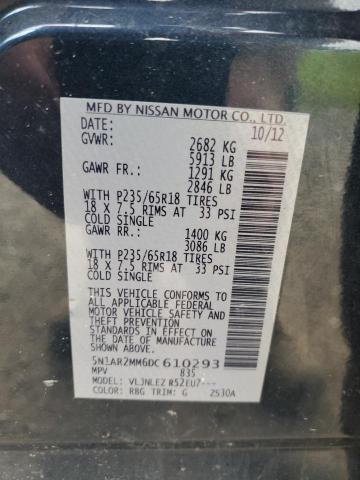 MFD BY NISSAN MOTOR CO., LTD.
DATE: 10/12
GVWR: 2682 KG
5913 LB
GAWR FR.: 1291 KG
2846 LB
WITH P235/65R18 TIRES
18 X 7.5 RIMS AT 33 PSI
COLD SINGLE
GAWR RR.: 1400 KG
3086 LB
WITH P235/65R18 TIRES
18 X 7.5 RIMS AT 33 PSI
COLD SINGLE
THIS VEHICLE CONFORMS TO
ALL APPLICABLE FEDERAL
MOTOR VEHICLE SAFETY AND
STANDARDS IN EFFECT ON
THE DATE OF MANUFACTURE
SHOWN ABOVE
5N1AR2MM6DC610293
MPV 835
MODEL: VLJNLEZ R52EU7---
COLOR: RBG TRIM: G 2530A